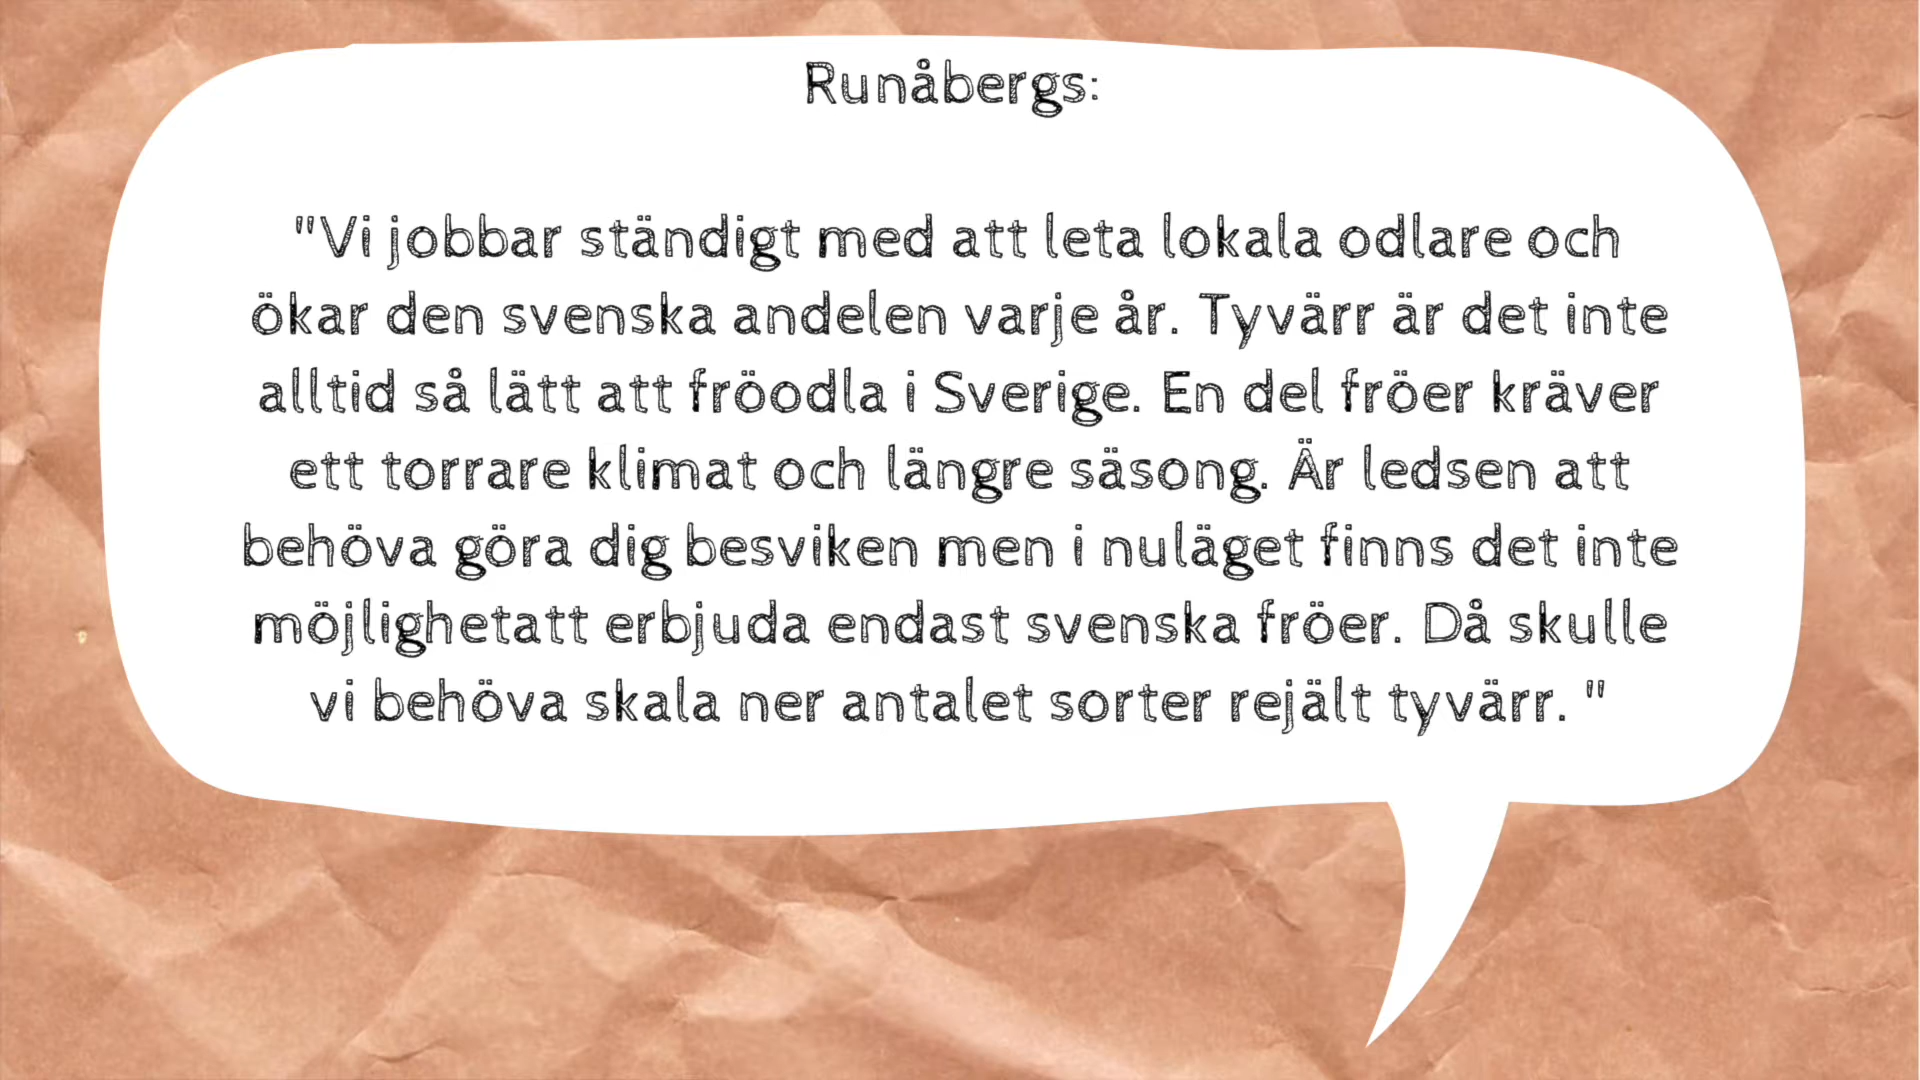 Runåbergs:
"Vi jobbar ständigt med att leta lokala odlare och
ökar den svenska andelen varje år. Tyvärr är det inte
alltid så lätt att fröodla i Sverige. En del fröer kräver
ett torrare klimat och längre säsong. Är ledsen att
behöva göra dig besviken men i nuläget finns det inte
möjlighetatt erbjuda endast svenska fröer. Då skulle
vi behöva skala ner antalet sorter rejält tyvärr. "